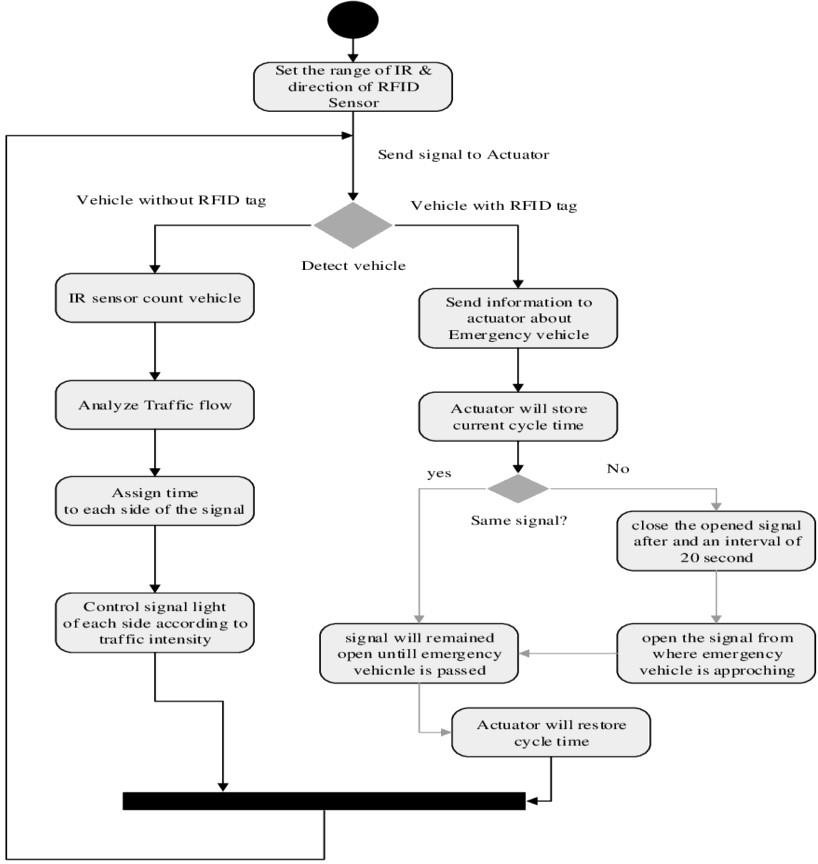 Set the range of IR &
direction of RFID
Sensor
Send signal to Actuator
Vehicle without RFID tag
Vehicle with RFID tag
Detect vehicle
IR sensor count vehicle
Analyze Traffic flow
Assign time
to each side of the signal
Control signal light
of each side according to
traffic intensity
Send information to
actuator about
Emergency vehicle
Actuator will store
current cycle time
yes
No
Same signal?
close the opened signal
after and an interval of
20 second
open the signal from
where emergency
vehicle is approching
signal will remained
open untill emergency
vehicnle is passed
Actuator will restore
cycle time